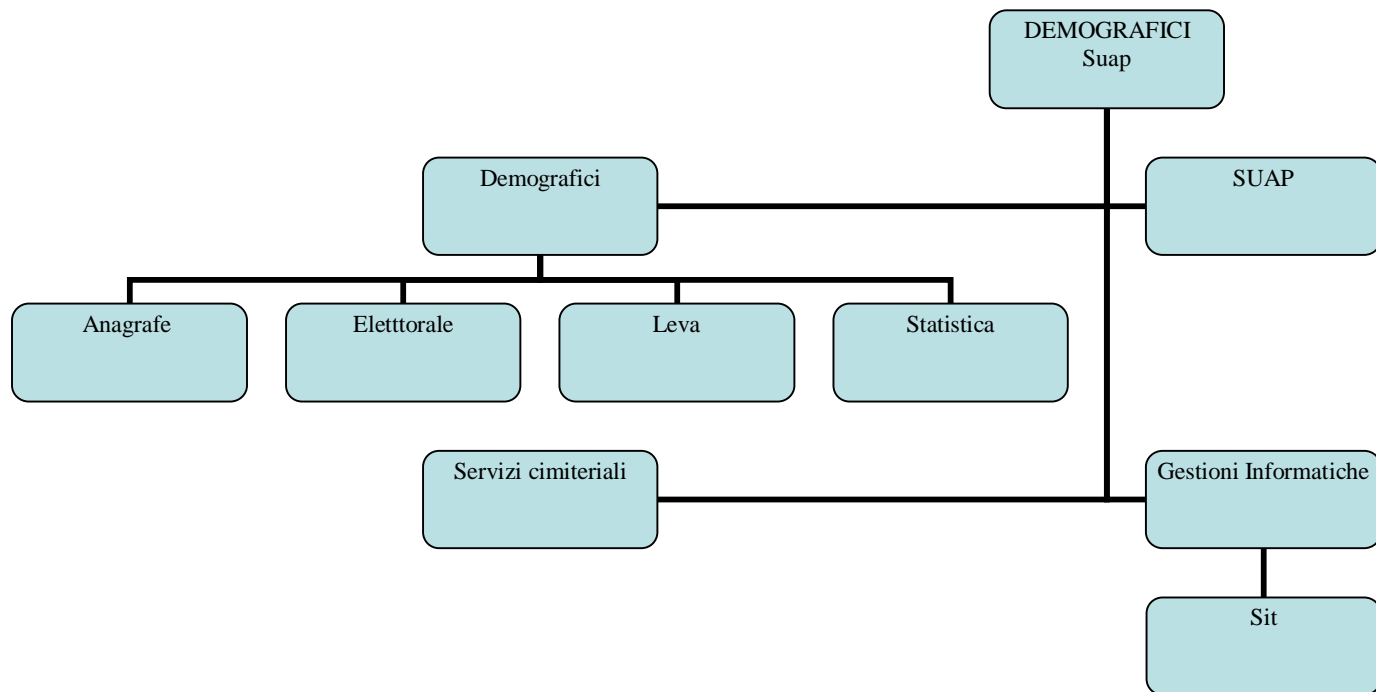 DEMOGRAFICI
Suap
Demografici
SUAP
Anagrafe
Eletttorale
Leva
Statistica
Servizi cimiteriali
Gestioni Informatiche
Sit